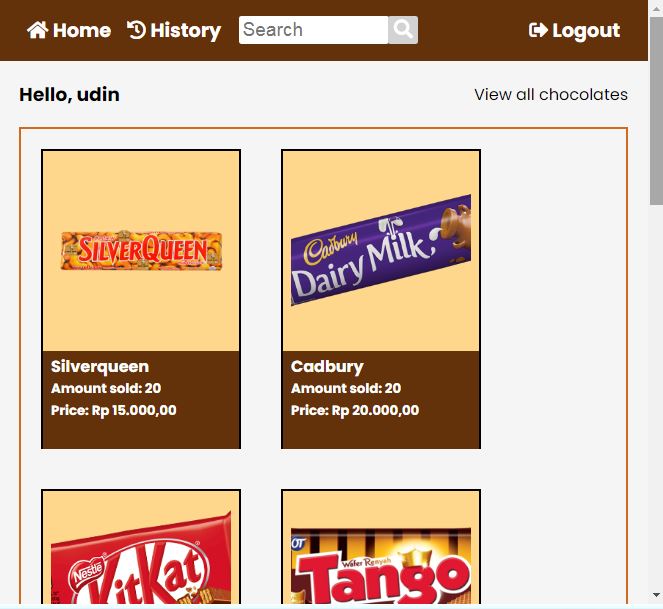 Home History Search Logout
Hello, udin View all chocolates
SILVERQUEEN
Cadbury
Dairy Milk
Silverqueen
Amount sold: 20
Price: Rp 15.000,00
Cadbury
Amount sold: 20
Price: Rp 20.000,00
Nestlé
KitKat
Wafer Renyah
Tango